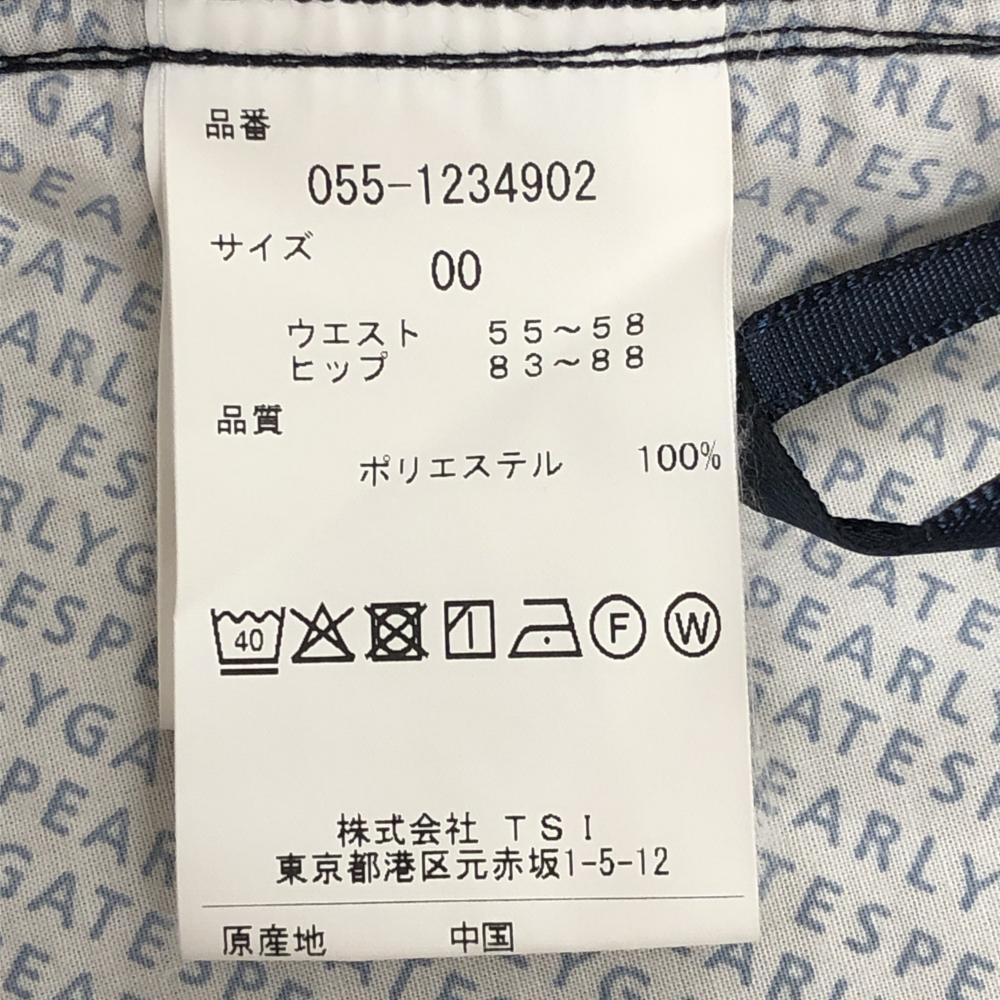 品番
055-1234902
サイズ
00
ウエスト 55~58
ヒップ 83~88
品質
ポリエステル 100%
40
F W
株式会社 TSI
東京都港区元赤坂1-5-12
原産地 中国
PEARLY GATES